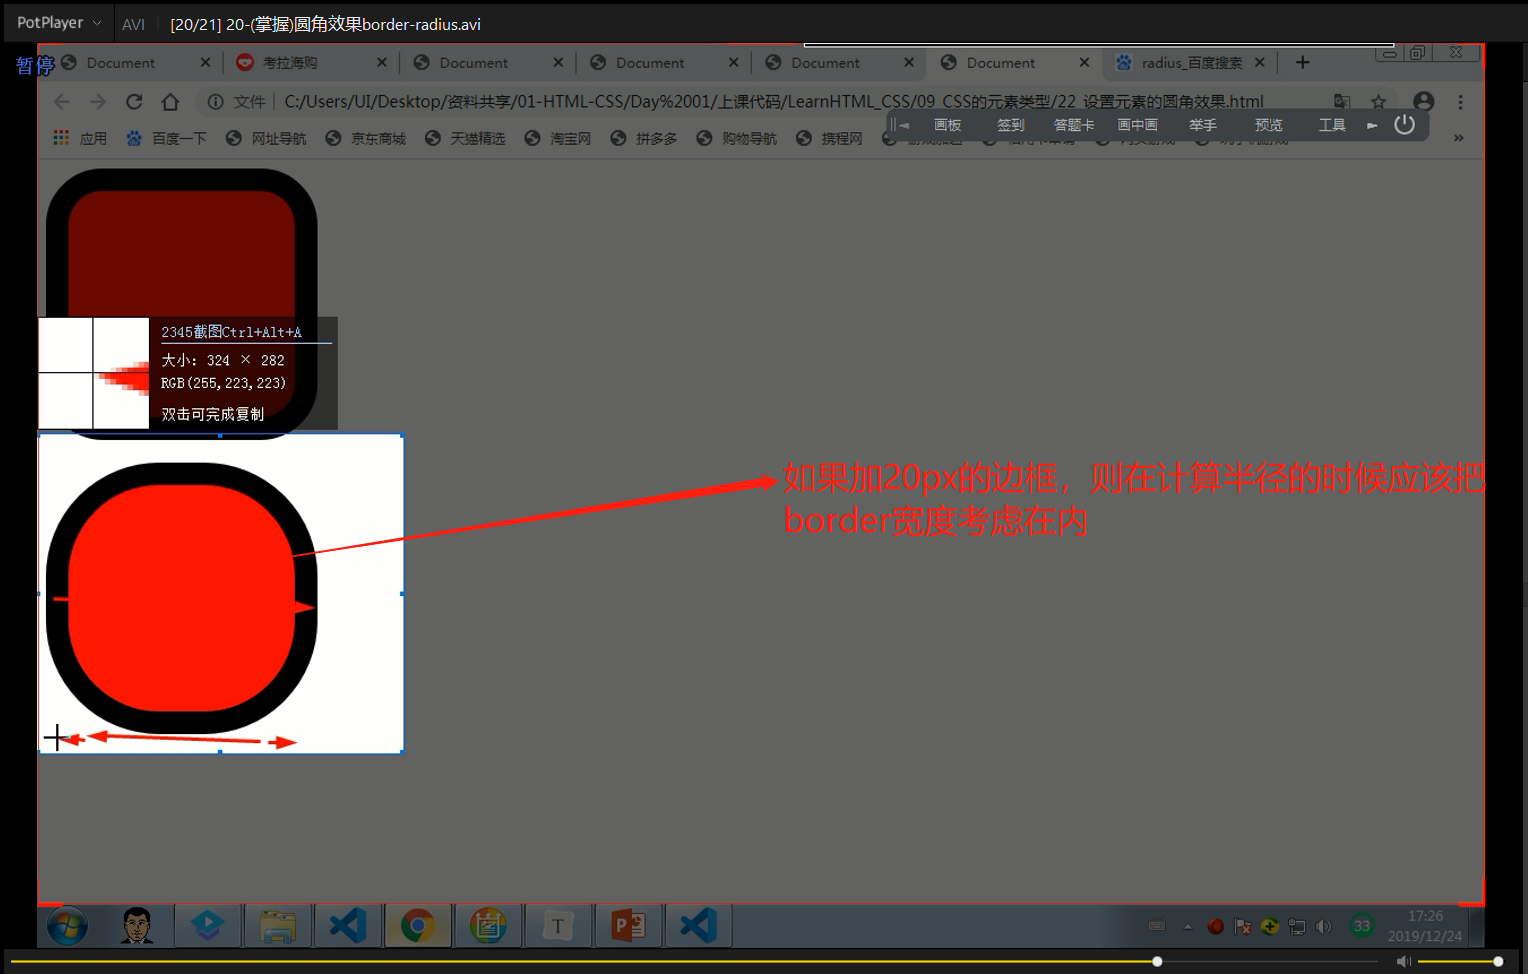 PotPlayer
AVI
[20/21] 20-(掌握)圆角效果border-radius.avi
暂停
Document
考拉海购
Document
Document
Document
Document
radius_百度搜索
文件
C:/Users/UI/Desktop/资料共享/01-HTML-CSS/Day%2001/上课代码/LearnHTML_CSS/09_CSS的元素类型/22_设置元素的圆角效果.html
画板
签到
答题卡
画中画
举手
预览
工具
应用
百度一下
网址导航
京东商城
天猫精选
淘宝网
拼多多
购物导航
携程网
2345截图Ctrl+Alt+A
大小: 324 × 282
RGB(255,223,223)
双击可完成复制
如果加20px的边框，则在计算半径的时候应该把
border宽度考虑在内
T
33
17:26
2019/12/24